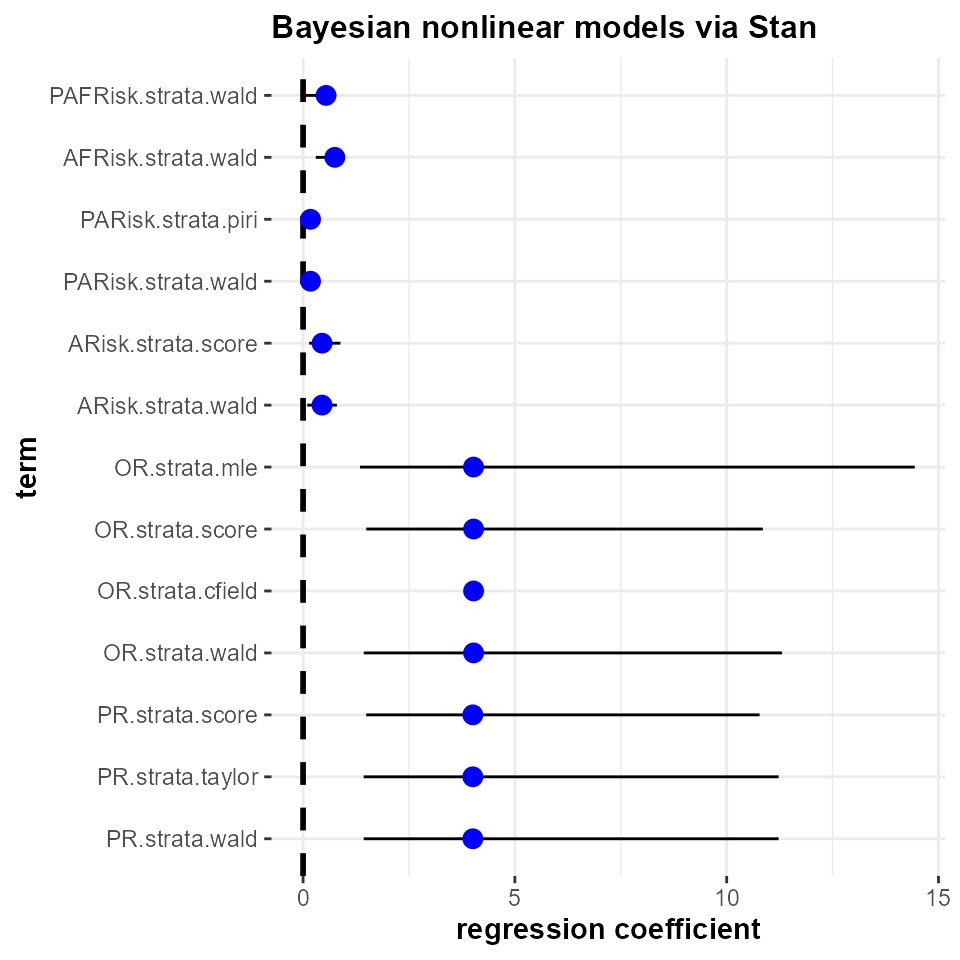 Bayesian nonlinear models via Stan
PAFRisk.strata.wald
AFRisk.strata.wald
PARisk.strata.piri
PARisk.strata.wald
ARisk.strata.score
ARisk.strata.wald
OR.strata.mle
OR.strata.score
OR.strata.cfield
OR.strata.wald
PR.strata.score
PR.strata.taylor
PR.strata.wald
term
0 5 10 15
regression coefficient